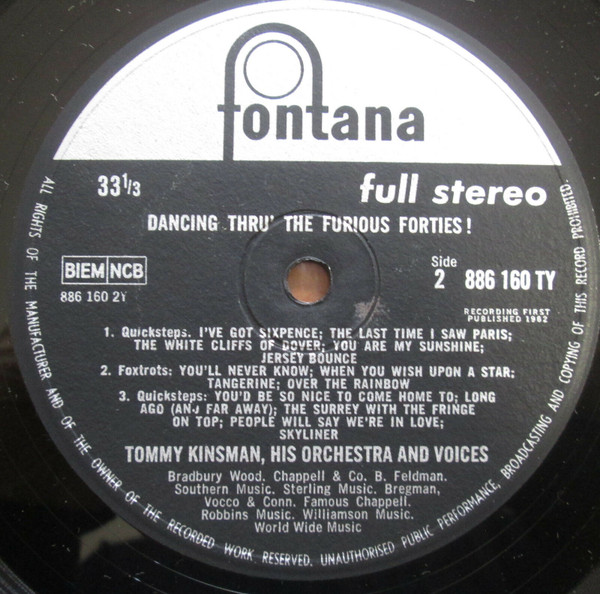 fontana
33 1/3
full stereo
DANCING THRU' THE FURIOUS FORTIES!
BIEM NCB
886 160 2Y
Side
2 886 160 TY
RECORDING FIRST
PUBLISHED 1962
1. Quicksteps. I'VE GOT SIXPENCE; THE LAST TIME I SAW PARIS;
THE WHITE CLIFFS OF DOVER; YOU ARE MY SUNSHINE;
JERSEY BOUNCE
2. Foxtrots: YOU'LL NEVER KNOW; WHEN YOU WISH UPON A STAR;
TANGERINE; OVER THE RAINBOW
3. Quicksteps: YOU'D BE SO NICE TO COME HOME TO; LONG
AGO (AND FAR AWAY); THE SURREY WITH THE FRINGE
ON TOP; PEOPLE WILL SAY WE'RE IN LOVE;
SKYLINER
TOMMY KINSMAN, HIS ORCHESTRA AND VOICES
Bradbury Wood. Chappell & Co. B. Feldman.
Southern Music. Sterling Music. Bregman,
Vocco & Conn. Famous Chappell.
Robbins Music. Williamson Music.
World Wide Music
ALL RIGHTS OF THE MANUFACTURER AND OF THE OWNER OF THE RECORDED WORK RESERVED. UNAUTHORISED PUBLIC PERFORMANCE, BROADCASTING AND COPYING OF THIS RECORD PROHIBITED.